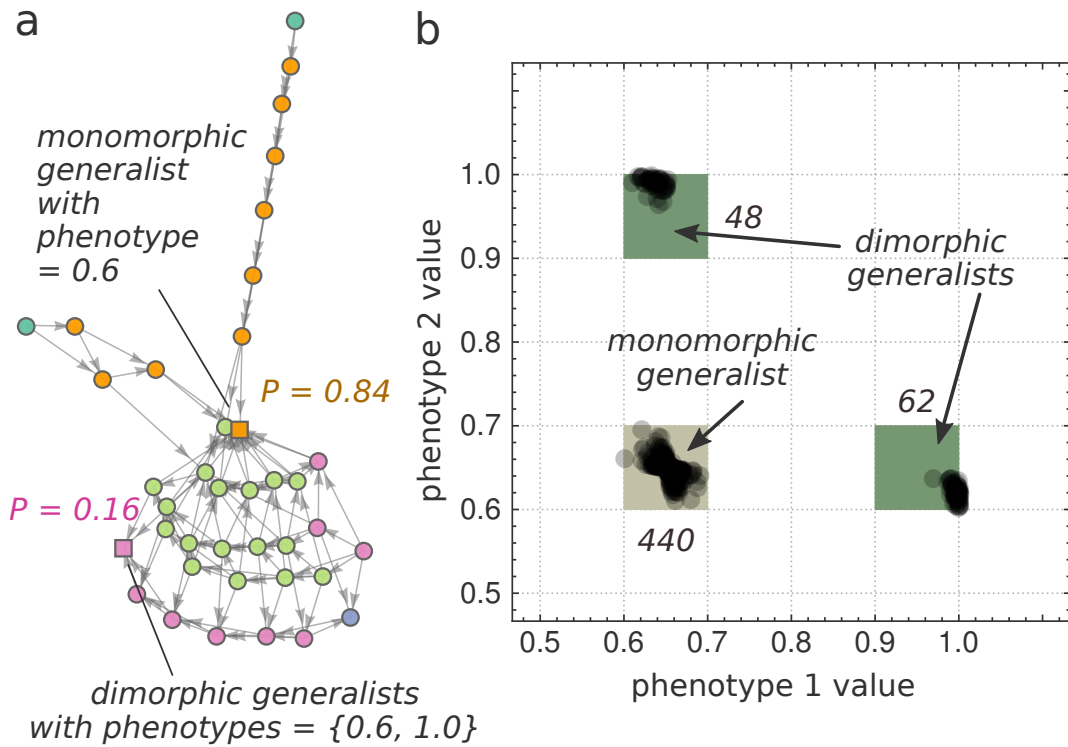 a
monomorphic
generalist
with
phenotype
= 0.6
P = 0.84
P = 0.16
dimorphic generalists
with phenotypes = {0.6, 1.0}
b
phenotype 2 value
1.0
0.9
0.8
0.7
0.6
0.5
48
dimorphic
generalists
monomorphic
generalist
62
440
0.5 0.6 0.7 0.8 0.9 1.0
phenotype 1 value